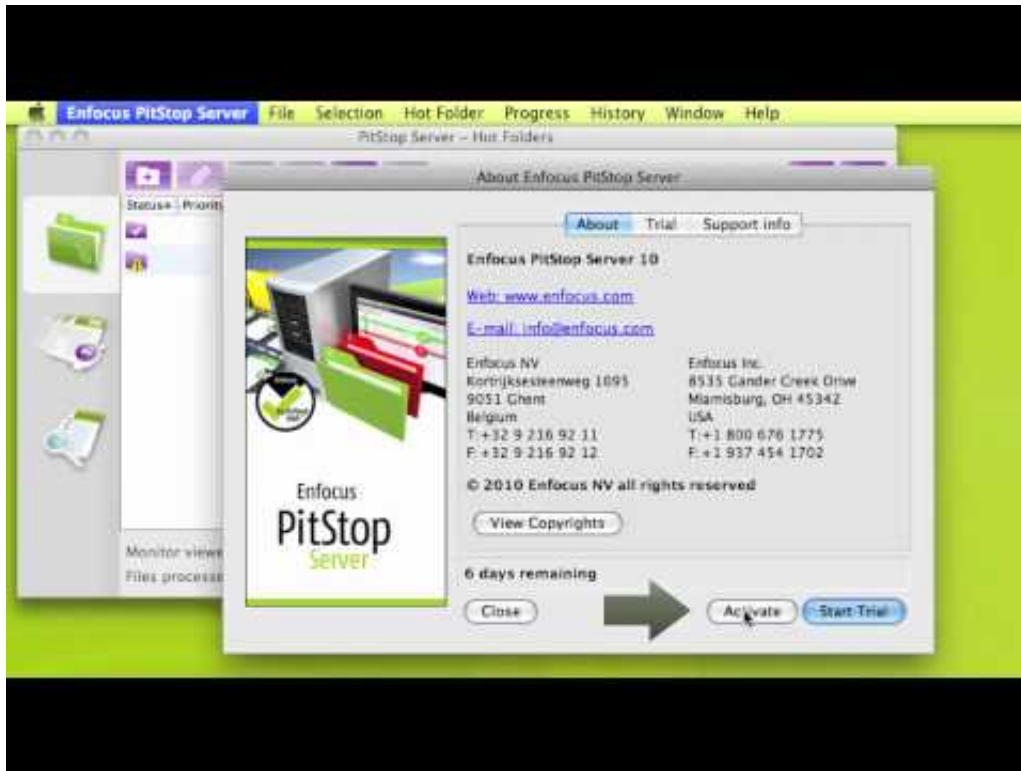 Enfocus PitStop Server File Selection Hot Folder Progress History Window Help
PitStop Server – Hot Folders
About Enfocus PitStop Server
Status Priority
About Trial Support info
Enfocus PitStop Server 10
Web: www.enfocus.com
E-mail: info@enfocus.com
Enfocus NV
Kortrijksesteenweg 1095
9051 Ghent
Belgium
T:+32 9 216 92 11
F:+32 9 216 92 12
Enfocus Inc.
8535 Gander Creek Drive
Miamisburg, OH 45342
USA
T:+1 800 676 1775
F:+1 937 454 1702
© 2010 Enfocus NV all rights reserved
View Copyrights
Enfocus
PitStop
Server
Monitor viewe
Files processe
6 days remaining
Close
Activate
Start Trial